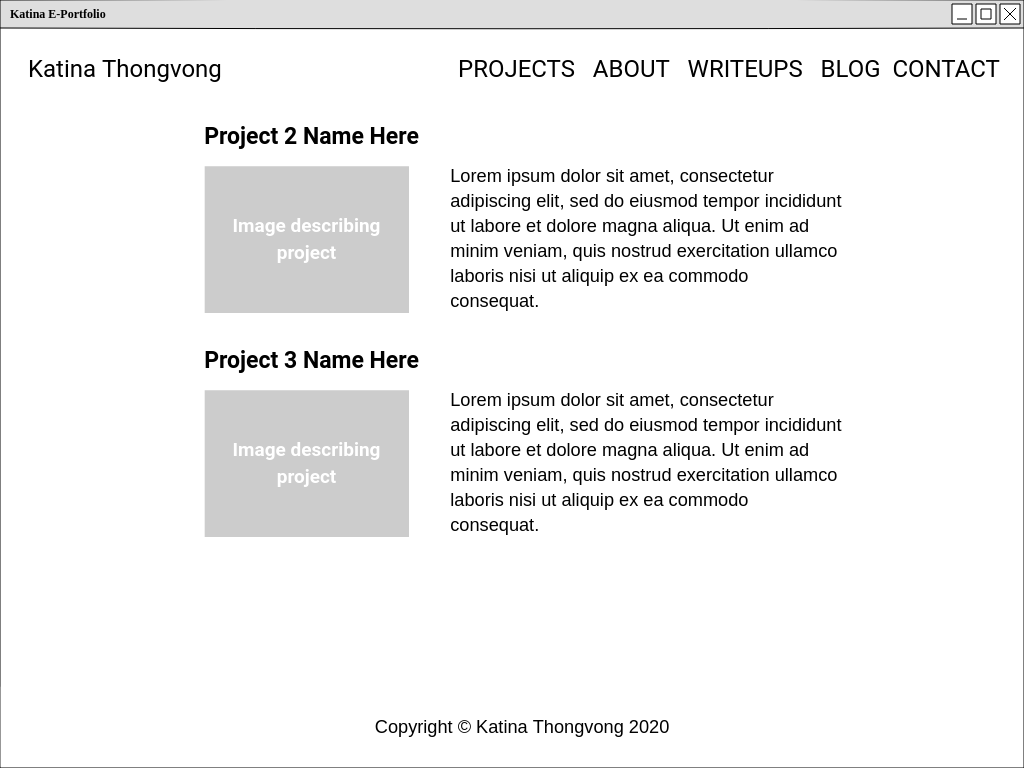 Katina E-Portfolio
Katina Thongvong
PROJECTS ABOUT WRITEUPS BLOG CONTACT
Project 2 Name Here
Image describing
project
Lorem ipsum dolor sit amet, consectetur
adipiscing elit, sed do eiusmod tempor incididunt
ut labore et dolore magna aliqua. Ut enim ad
minim veniam, quis nostrud exercitation ullamco
laboris nisi ut aliquip ex ea commodo
consequat.
Project 3 Name Here
Image describing
project
Lorem ipsum dolor sit amet, consectetur
adipiscing elit, sed do eiusmod tempor incididunt
ut labore et dolore magna aliqua. Ut enim ad
minim veniam, quis nostrud exercitation ullamco
laboris nisi ut aliquip ex ea commodo
consequat.
Copyright © Katina Thongvong 2020